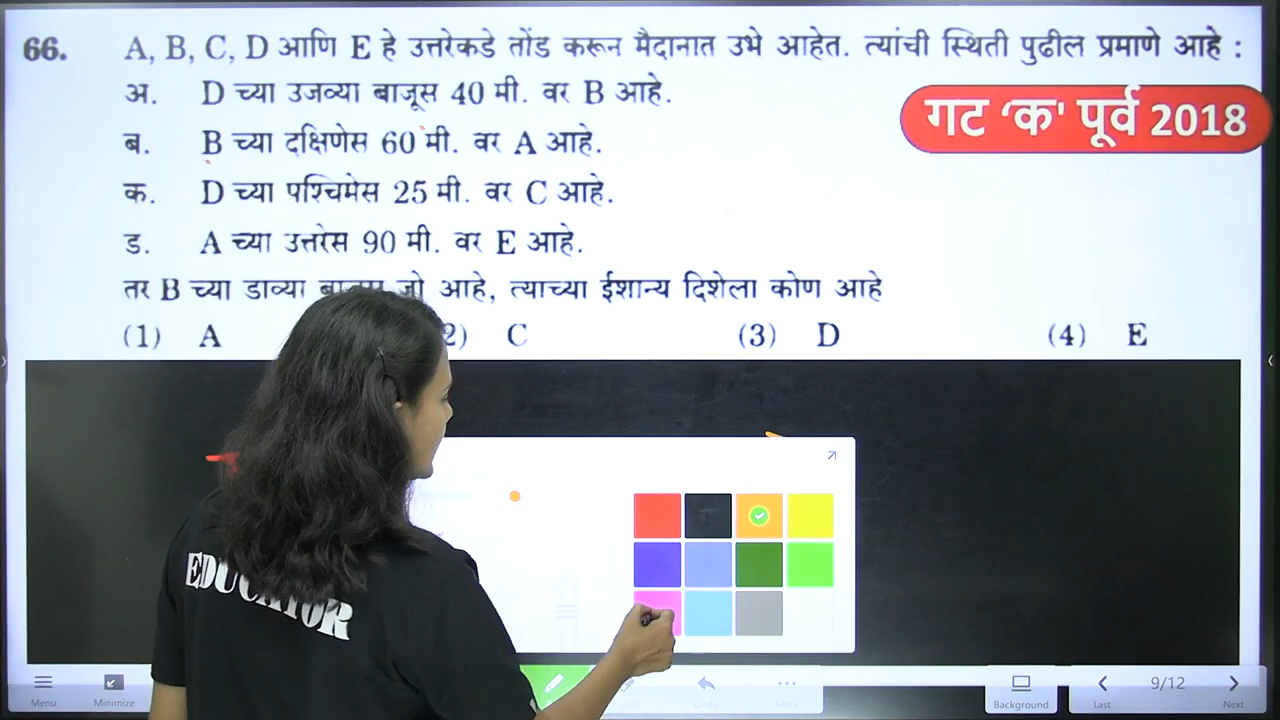 66. A, B, C, D आणि E हे उत्तरेकडे तोंड करून मैदानात उभे आहेत. त्यांची स्थिती पुढील प्रमाणे आहे :
अ. D च्या उजव्या बाजूस 40 मी. वर B आहे.
गट ‘क' पूर्व 2018
ब. B च्या दक्षिणेस 60 मी. वर A आहे.
क. D च्या पश्चिमेस 25 मी. वर C आहे.
ड. A च्या उत्तरेस 90 मी. वर E आहे.
तर B च्या डाव्या जो आहे, त्याच्या ईशान्य दिशेला कोण आहे
(1) A 2) C (3) D (4) E
EDUCATOR
Menu Minimize Undo More Background Last 9/12 Next